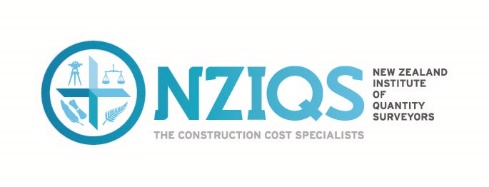 NZIQS
NEW ZEALAND
INSTITUTE
OF
QUANTITY
SURVEYORS
THE CONSTRUCTION COST SPECIALISTS